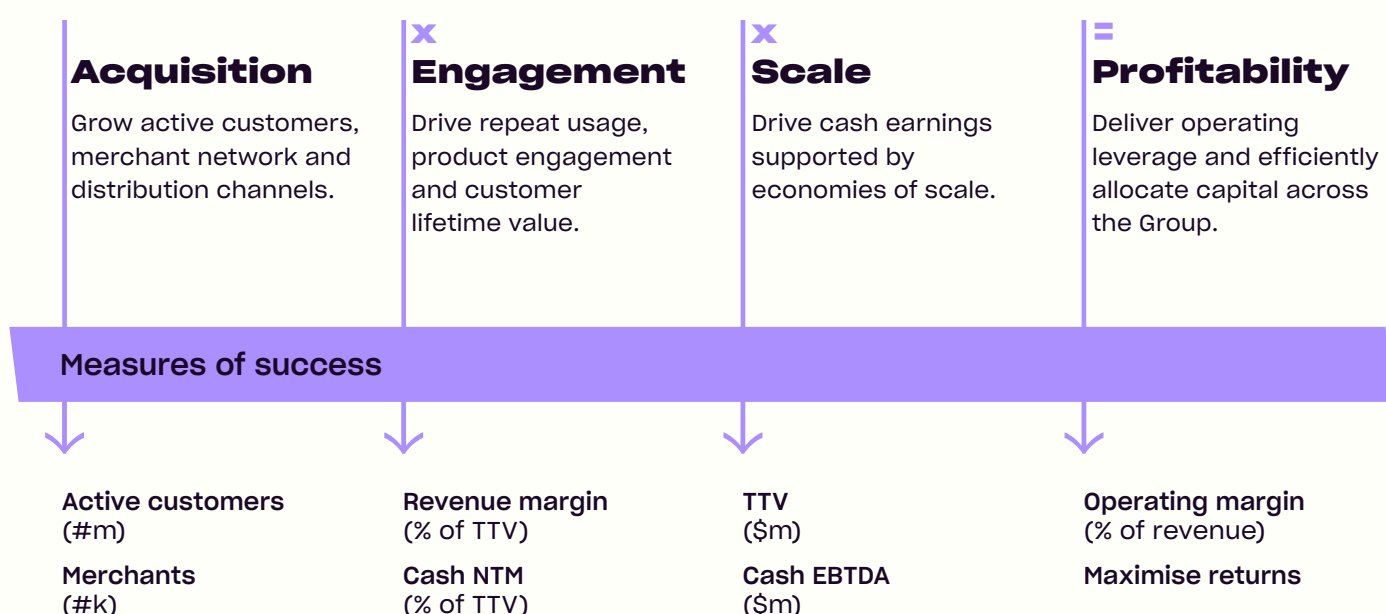 Acquisition
Grow active customers,
merchant network and
distribution channels.
x
Engagement
Drive repeat usage,
product engagement
and customer
lifetime value.
x
Scale
Drive cash earnings
supported by
economies of scale.
=
Profitability
Deliver operating
leverage and efficiently
allocate capital across
the Group.
Measures of success
Active customers
(#m)
Merchants
(#k)
Revenue margin
(% of TTV)
Cash NTM
(% of TTV)
TTV
($m)
Cash EBTDA
($m)
Operating margin
(% of revenue)
Maximise returns